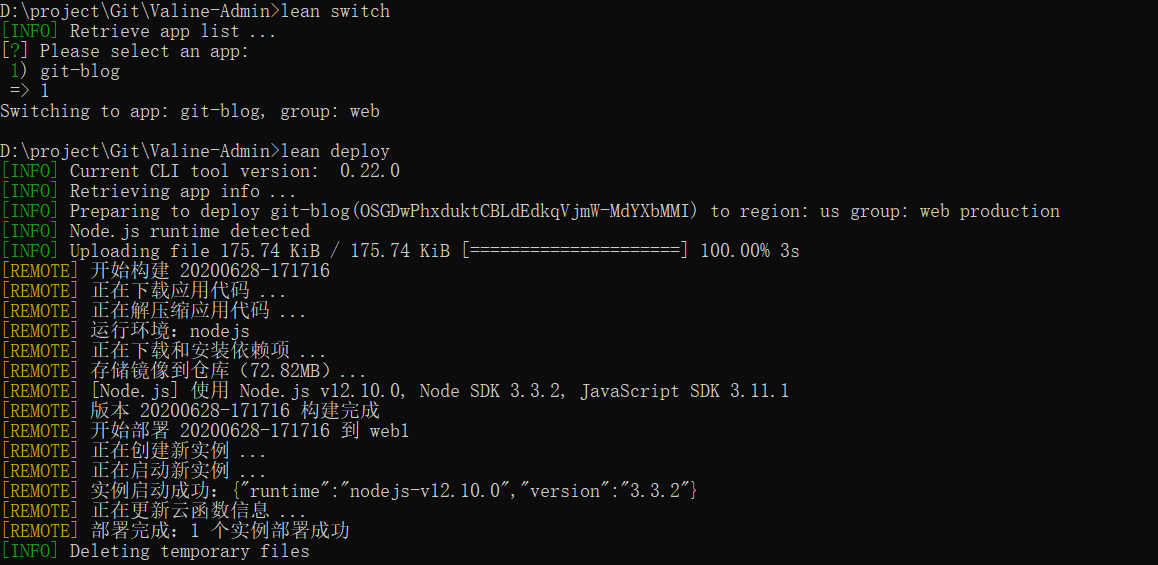 D:\project\Git\Valine-Admin>lean switch
[INFO] Retrieve app list ...
[?] Please select an app:
1) git-blog
=> 1
Switching to app: git-blog, group: web
D:\project\Git\Valine-Admin>lean deploy
[INFO] Current CLI tool version:  0.22.0
[INFO] Retrieving app info ...
[INFO] Preparing to deploy git-blog(OSGDwPhxduktCBLdEdkqVjmW-MdYXbMMI) to region: us group: web production
[INFO] Node.js runtime detected
[INFO] Uploading file 175.74 KiB / 175.74 KiB [=====================] 100.00% 3s
[REMOTE] 开始构建 20200628-171716
[REMOTE] 正在下载应用代码 ...
[REMOTE] 正在解压缩应用代码 ...
[REMOTE] 运行环境：nodejs
[REMOTE] 正在下载和安装依赖项 ...
[REMOTE] 存储镜像到仓库（72.82MB）...
[REMOTE] [Node.js] 使用 Node.js v12.10.0, Node SDK 3.3.2, JavaScript SDK 3.11.1
[REMOTE] 版本 20200628-171716 构建完成
[REMOTE] 开始部署 20200628-171716 到 web1
[REMOTE] 正在创建新实例 ...
[REMOTE] 正在启动新实例 ...
[REMOTE] 实例启动成功：{"runtime":"nodejs-v12.10.0","version":"3.3.2"}
[REMOTE] 正在更新云函数信息 ...
[REMOTE] 部署完成：1 个实例部署成功
[INFO] Deleting temporary files